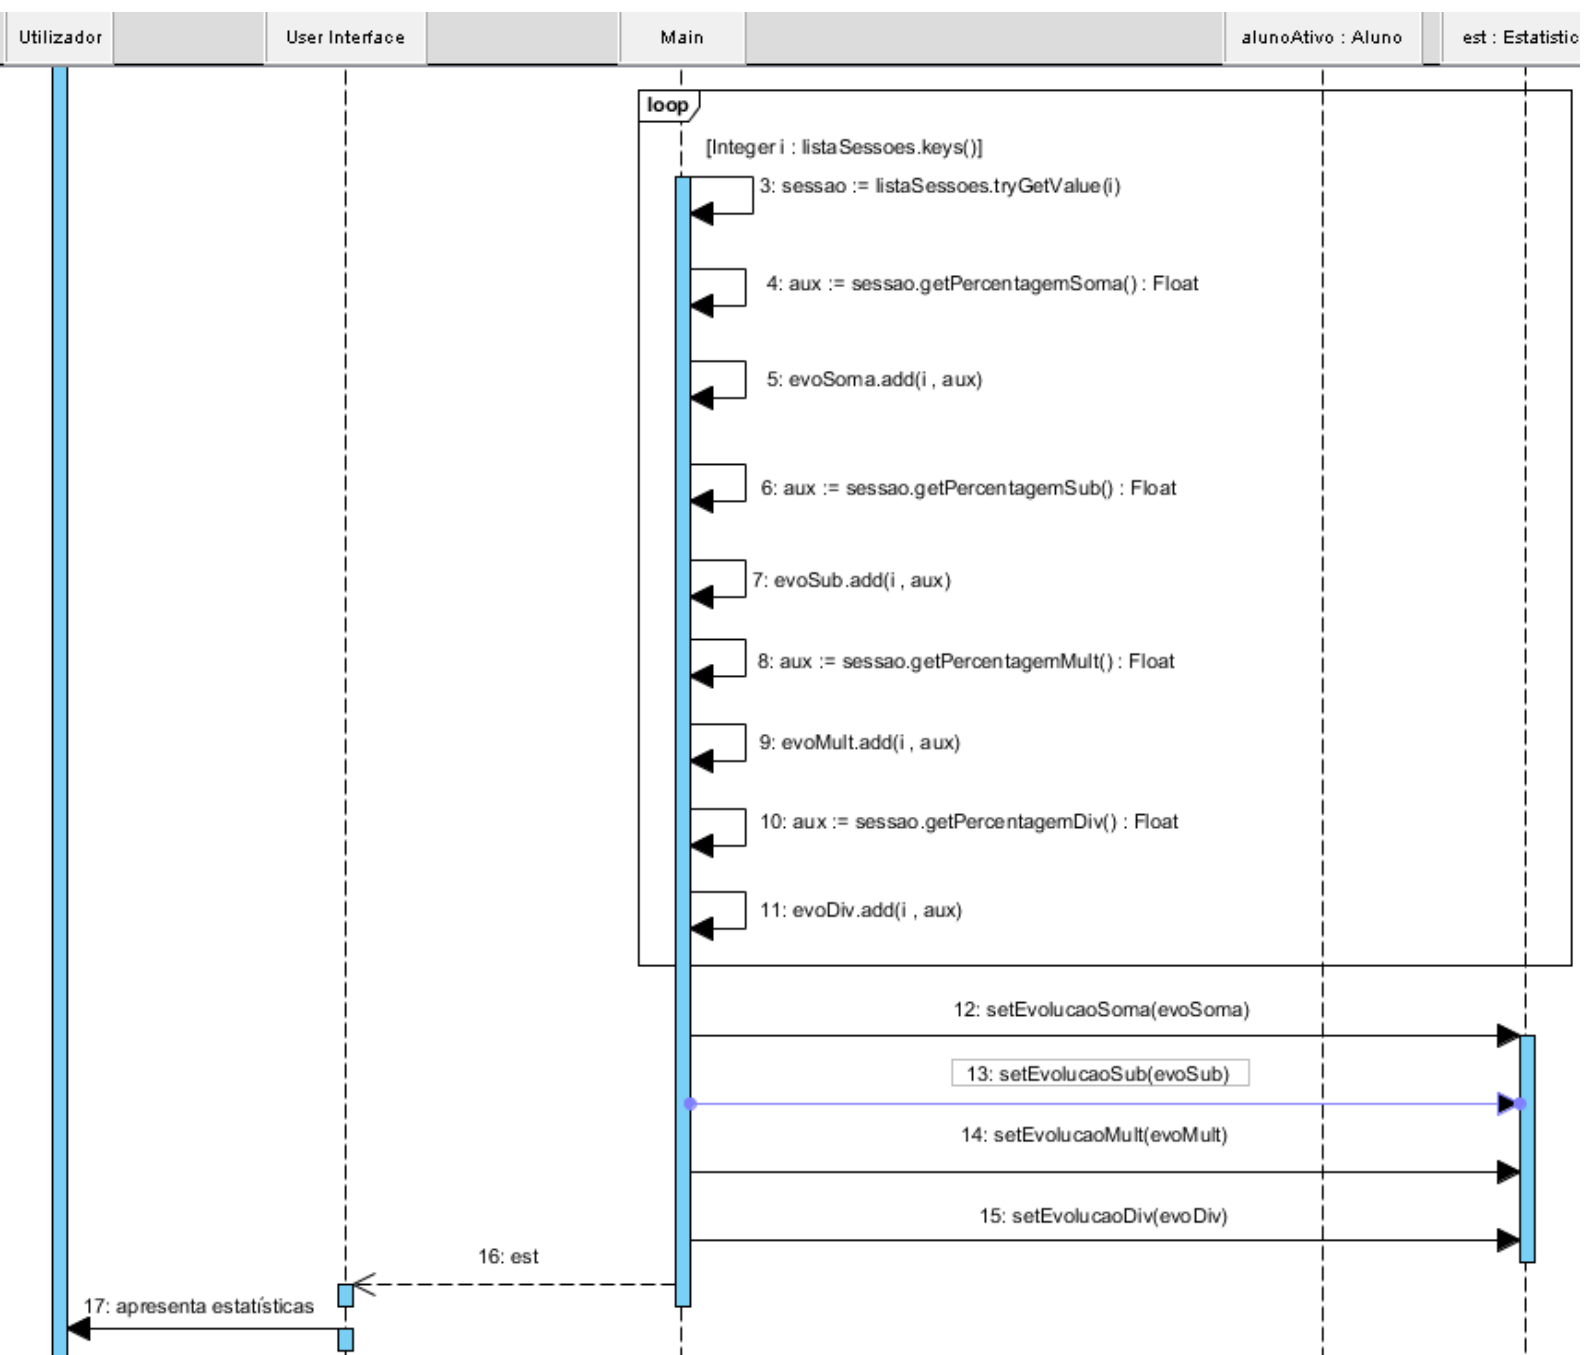 Utilizador
User Interface
Main
alunoAtivo : Aluno
est : Estatistic
loop
[Integer i : listaSessoes.keys()]
3: sessao := listaSessoes.tryGetValue(i)
4: aux := sessao.getPercentagemSoma() : Float
5: evoSoma.add(i , aux)
6: aux := sessao.getPercentagemSub() : Float
7: evoSub.add(i , aux)
8: aux := sessao.getPercentagemMult() : Float
9: evoMult.add(i , aux)
10: aux := sessao.getPercentagemDiv() : Float
11: evoDiv.add(i , aux)
12: setEvolucaoSoma(evoSoma)
13: setEvolucaoSub(evoSub)
14: setEvolucaoMult(evoMult)
15: setEvolucaoDiv(evoDiv)
16: est
17: apresenta estatísticas